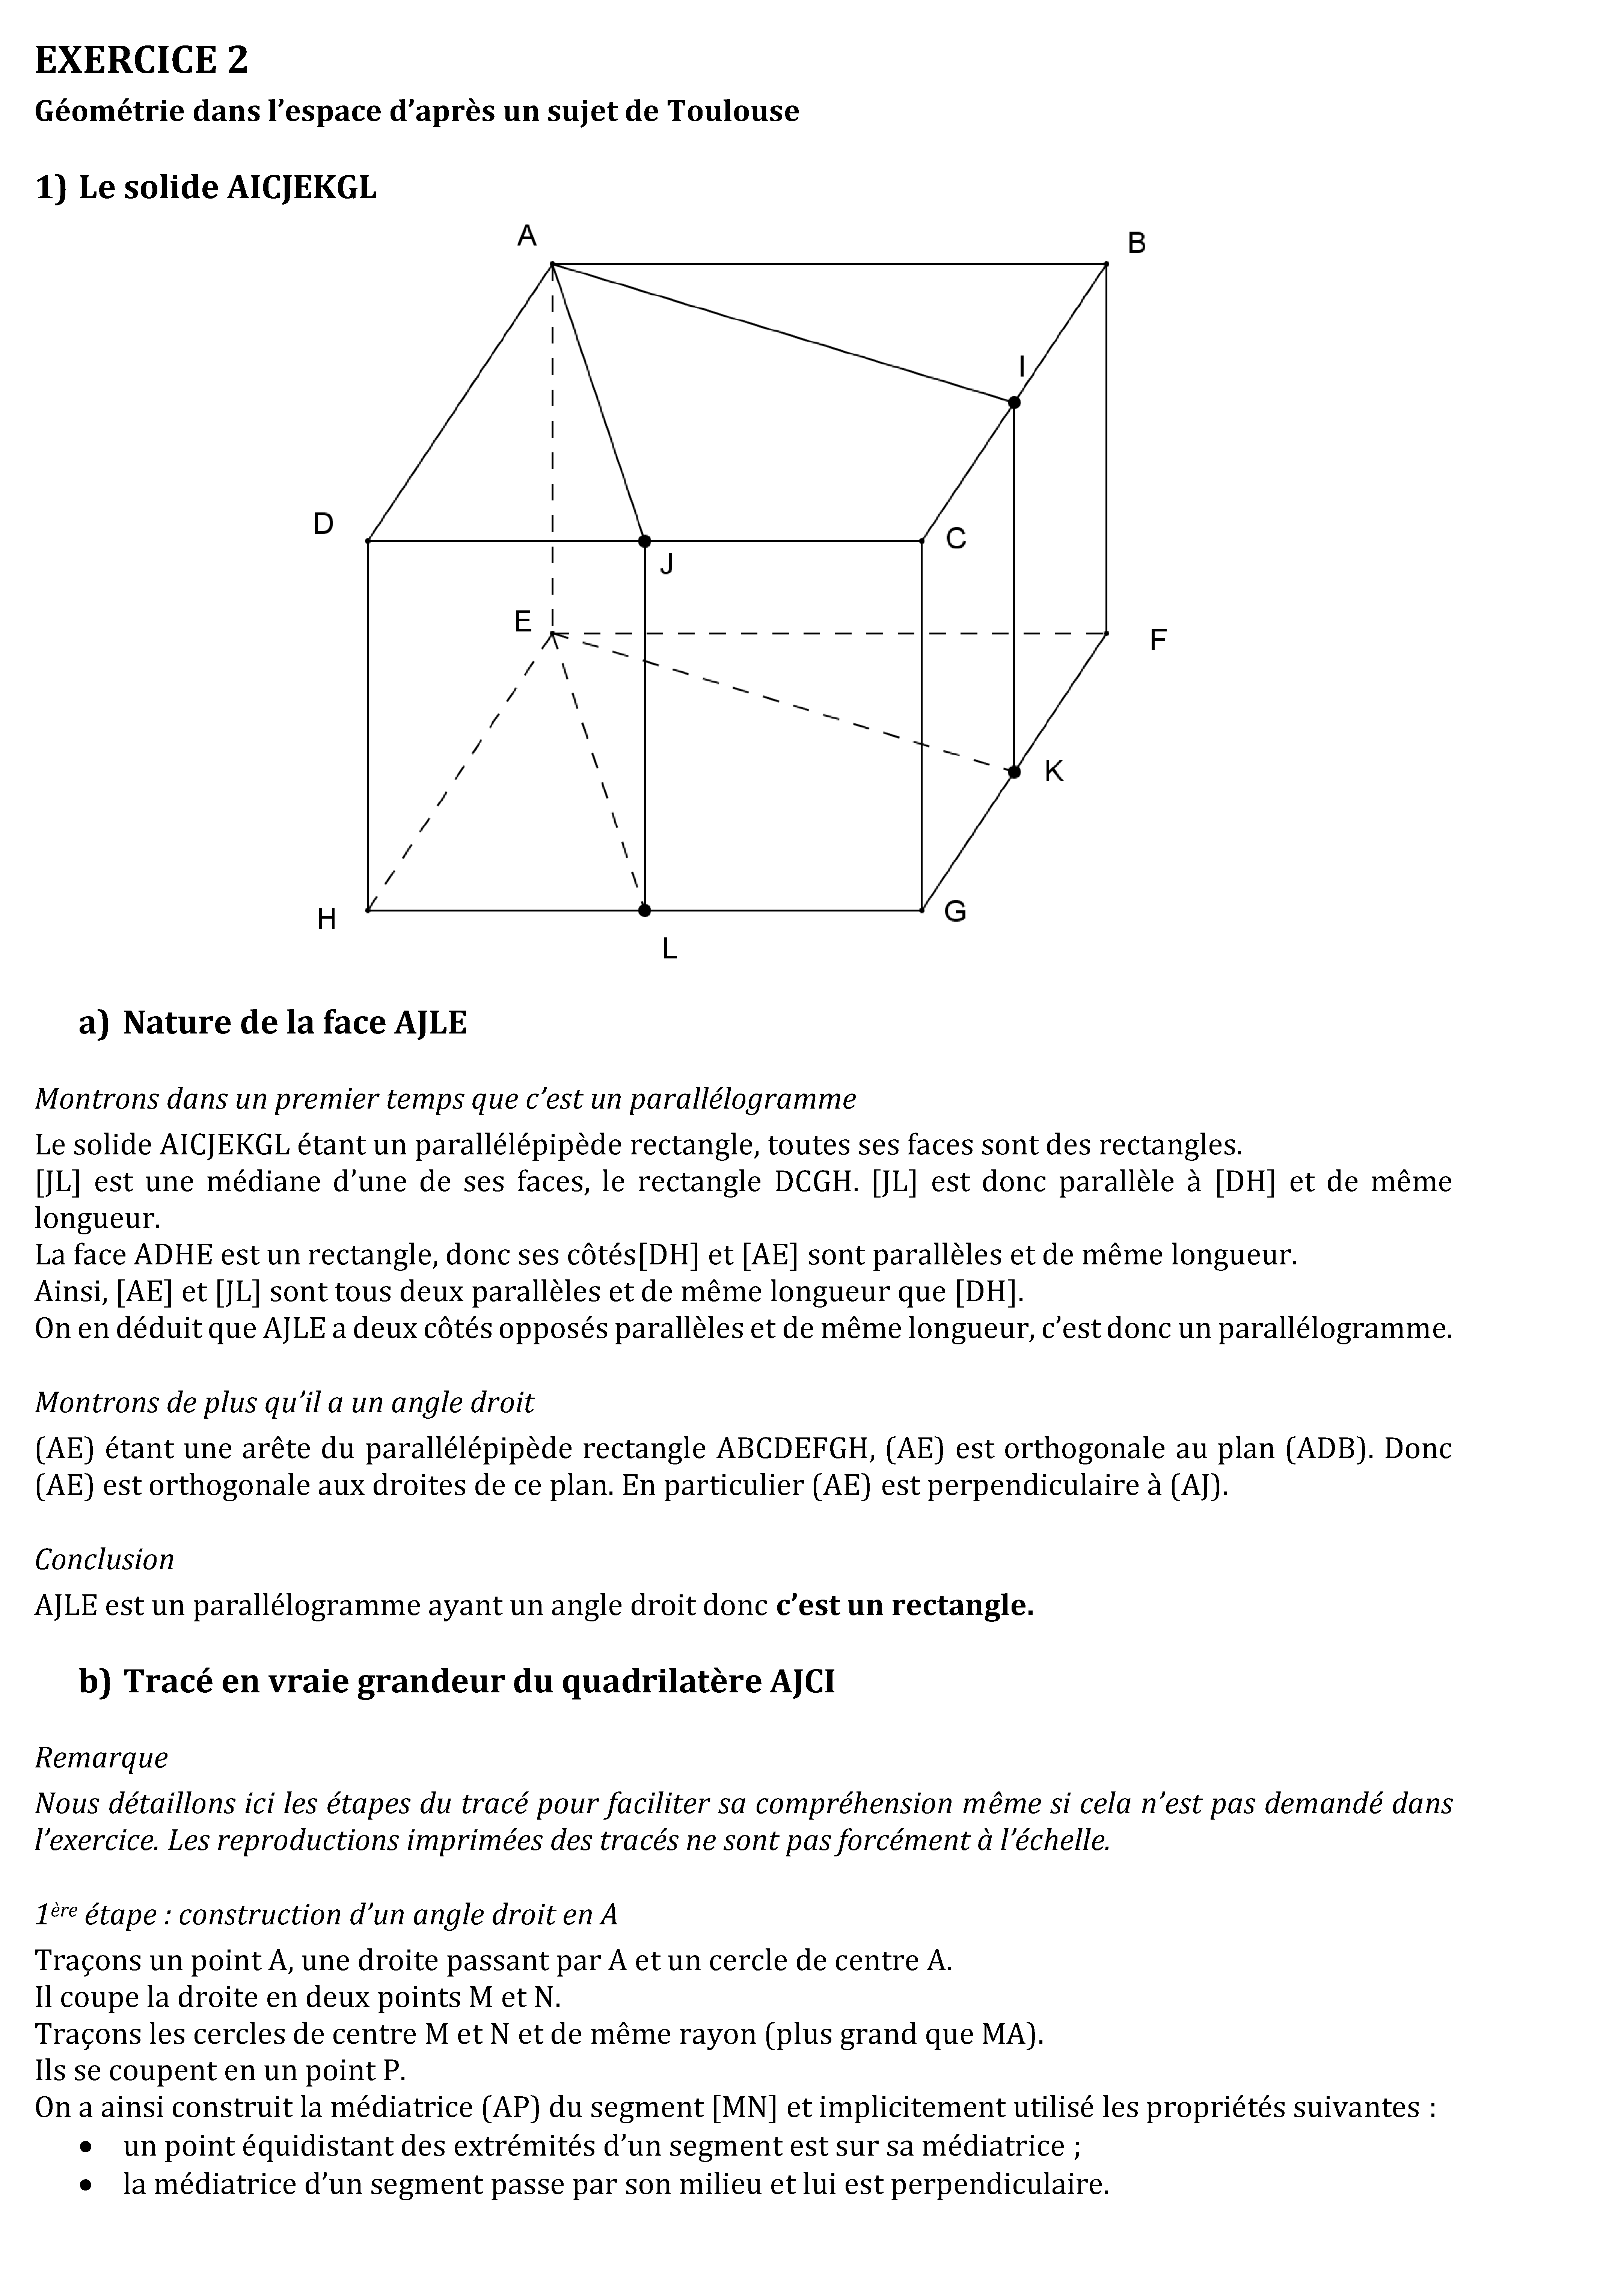 EXERCICE 2
Géométrie dans l’espace d’après un sujet de Toulouse
1) Le solide AICJEKGL
A
B
I
D
C
J
E
F
K
H
G
L
a) Nature de la face AJLE
Montrons dans un premier temps que c’est un parallélogramme
Le solide AICJEKGL étant un parallélépipède rectangle, toutes ses faces sont des rectangles.
[JL] est une médiane d’une de ses faces, le rectangle DCGH. [JL] est donc parallèle à [DH] et de même
longueur.
La face ADHE est un rectangle, donc ses côtés[DH] et [AE] sont parallèles et de même longueur.
Ainsi, [AE] et [JL] sont tous deux parallèles et de même longueur que [DH].
On en déduit que AJLE a deux côtés opposés parallèles et de même longueur, c’est donc un parallélogramme.
Montrons de plus qu’il a un angle droit
(AE) étant une arête du parallélépipède rectangle ABCDEFGH, (AE) est orthogonale au plan (ADB). Donc
(AE) est orthogonale aux droites de ce plan. En particulier (AE) est perpendiculaire à (AJ).
Conclusion
AJLE est un parallélogramme ayant un angle droit donc c’est un rectangle.
b) Tracé en vraie grandeur du quadrilatère AJCI
Remarque
Nous détaillons ici les étapes du tracé pour faciliter sa compréhension même si cela n’est pas demandé dans
l’exercice. Les reproductions imprimées des tracés ne sont pas forcément à l’échelle.
1ère étape : construction d’un angle droit en A
Traçons un point A, une droite passant par A et un cercle de centre A.
Il coupe la droite en deux points M et N.
Traçons les cercles de centre M et N et de même rayon (plus grand que MA).
Ils se coupent en un point P.
On a ainsi construit la médiatrice (AP) du segment [MN] et implicitement utilisé les propriétés suivantes :
• un point équidistant des extrémités d’un segment est sur sa médiatrice ;
• la médiatrice d’un segment passe par son milieu et lui est perpendiculaire.